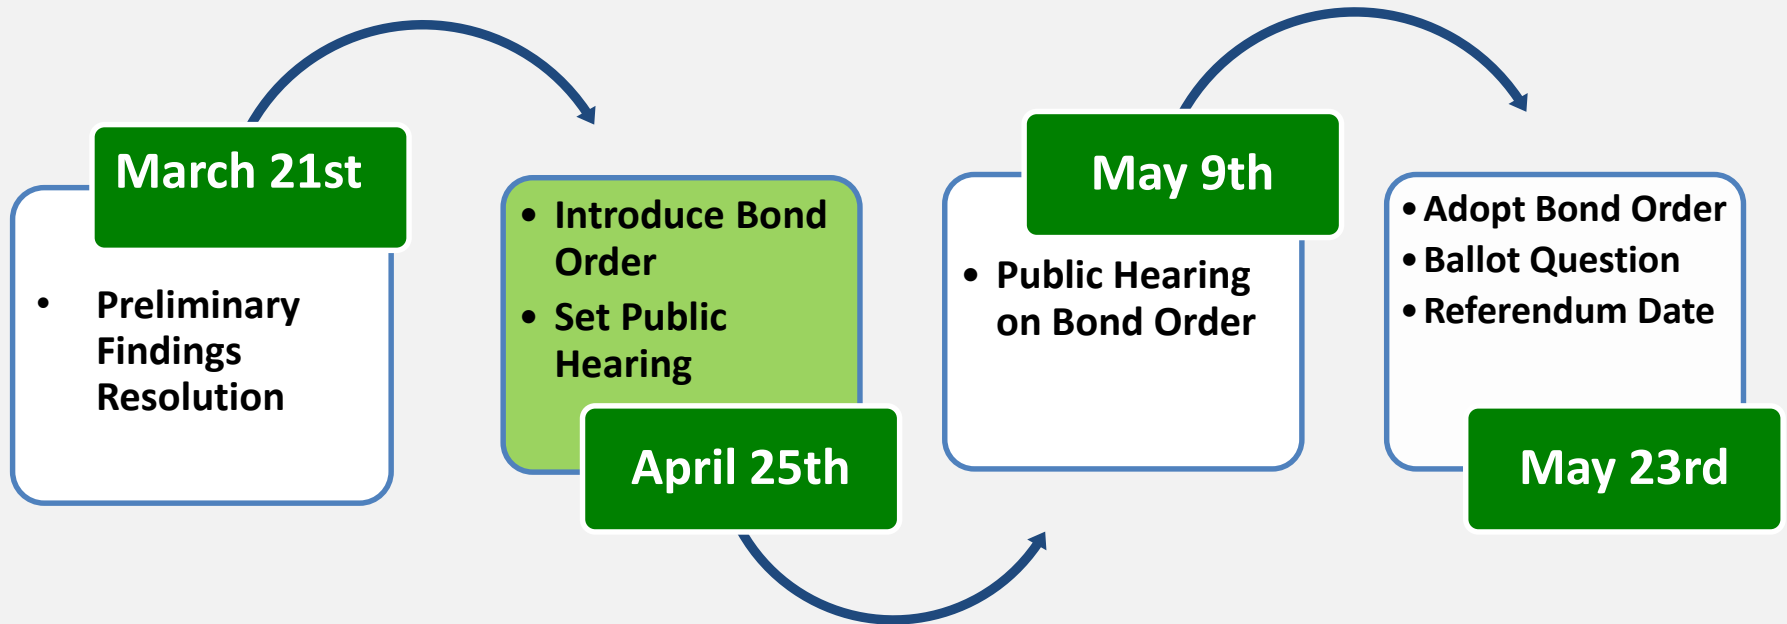 March 21st
• Preliminary
Findings
Resolution
• Introduce Bond
Order
• Set Public
Hearing
April 25th
May 9th
• Public Hearing
on Bond Order
• Adopt Bond Order
• Ballot Question
• Referendum Date
May 23rd